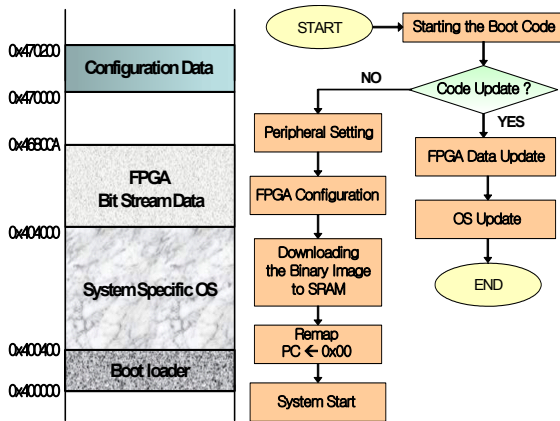 0x470200
Configuration Data
0x470000
0x46800A
FPGA
Bit Stream Data
0x404000
System Specific OS
0x400400
Boot loader
0x400000
START
Starting the Boot Code
Code Update ?
NO
YES
Peripheral Setting
FPGA Configuration
Downloading
the Binary Image
to SRAM
Remap
PC ← 0x00
System Start
FPGA Data Update
OS Update
END